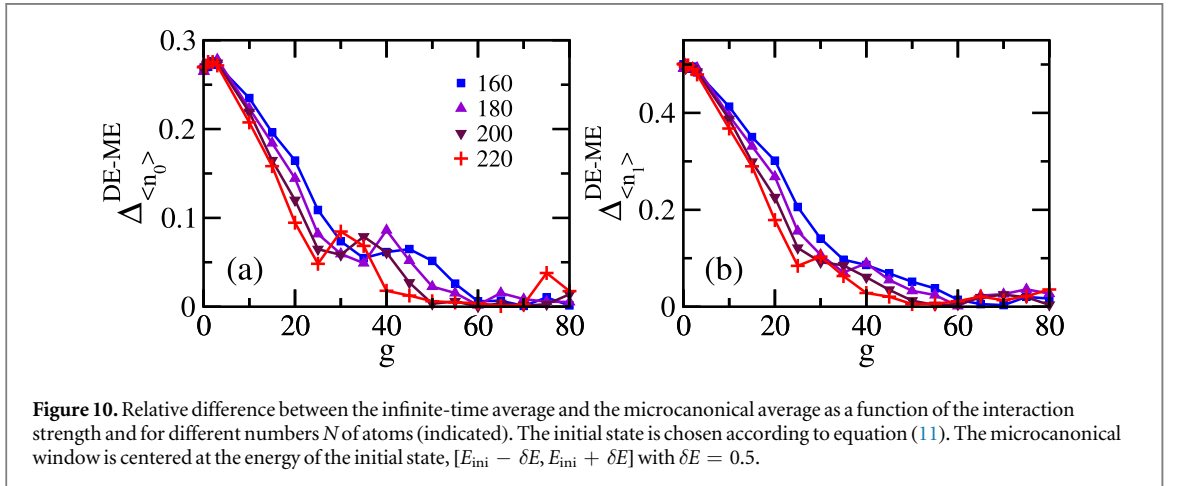 0.3
0.2
0.1
0
Δ<n₀>^DE-ME
(a)
160
180
200
220
0 20 40 60 80
g
0.4
0.2
0
Δ<n₁>^DE-ME
(b)
0 20 40 60 80
g
Figure 10. Relative difference between the infinite-time average and the microcanonical average as a function of the interaction
strength and for different numbers N of atoms (indicated). The initial state is chosen according to equation (11). The microcanonical
window is centered at the energy of the initial state, [Eini − δE, Eini + δE] with δE = 0.5.